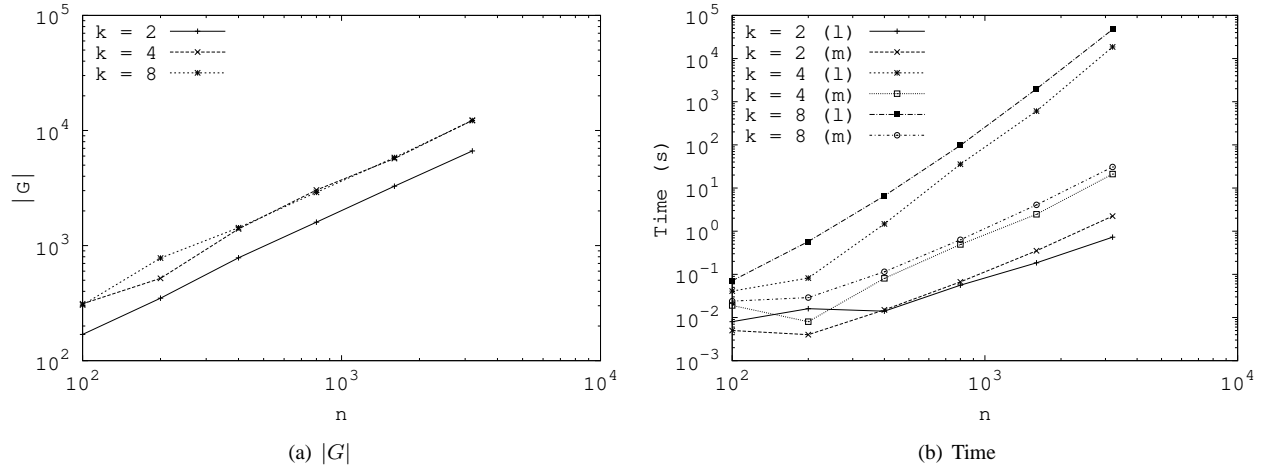 10^5
10^4
10^3
10^2
|G|
k = 2
k = 4
k = 8
10^2
10^3
10^4
n
(a) |G|
10^5
10^4
10^3
10^2
10^1
10^0
10^-1
10^-2
10^-3
Time (s)
k = 2 (l)
k = 2 (m)
k = 4 (l)
k = 4 (m)
k = 8 (l)
k = 8 (m)
10^2
10^3
10^4
n
(b) Time